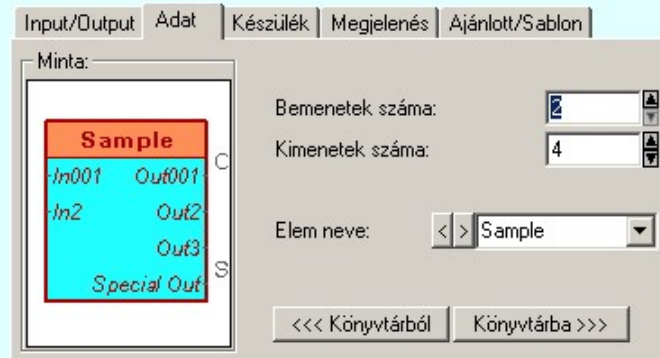 Input/Output Adat Készülék Megjelenés Ajánlott/Sablon
Minta:
Sample
In001 Out001
C
In2 Out2
Out3
S
Special Out
Bemenetek száma: 2
Kimenetek száma: 4
Elem neve: < > Sample
<<< Könyvtárból Könyvtárba >>>